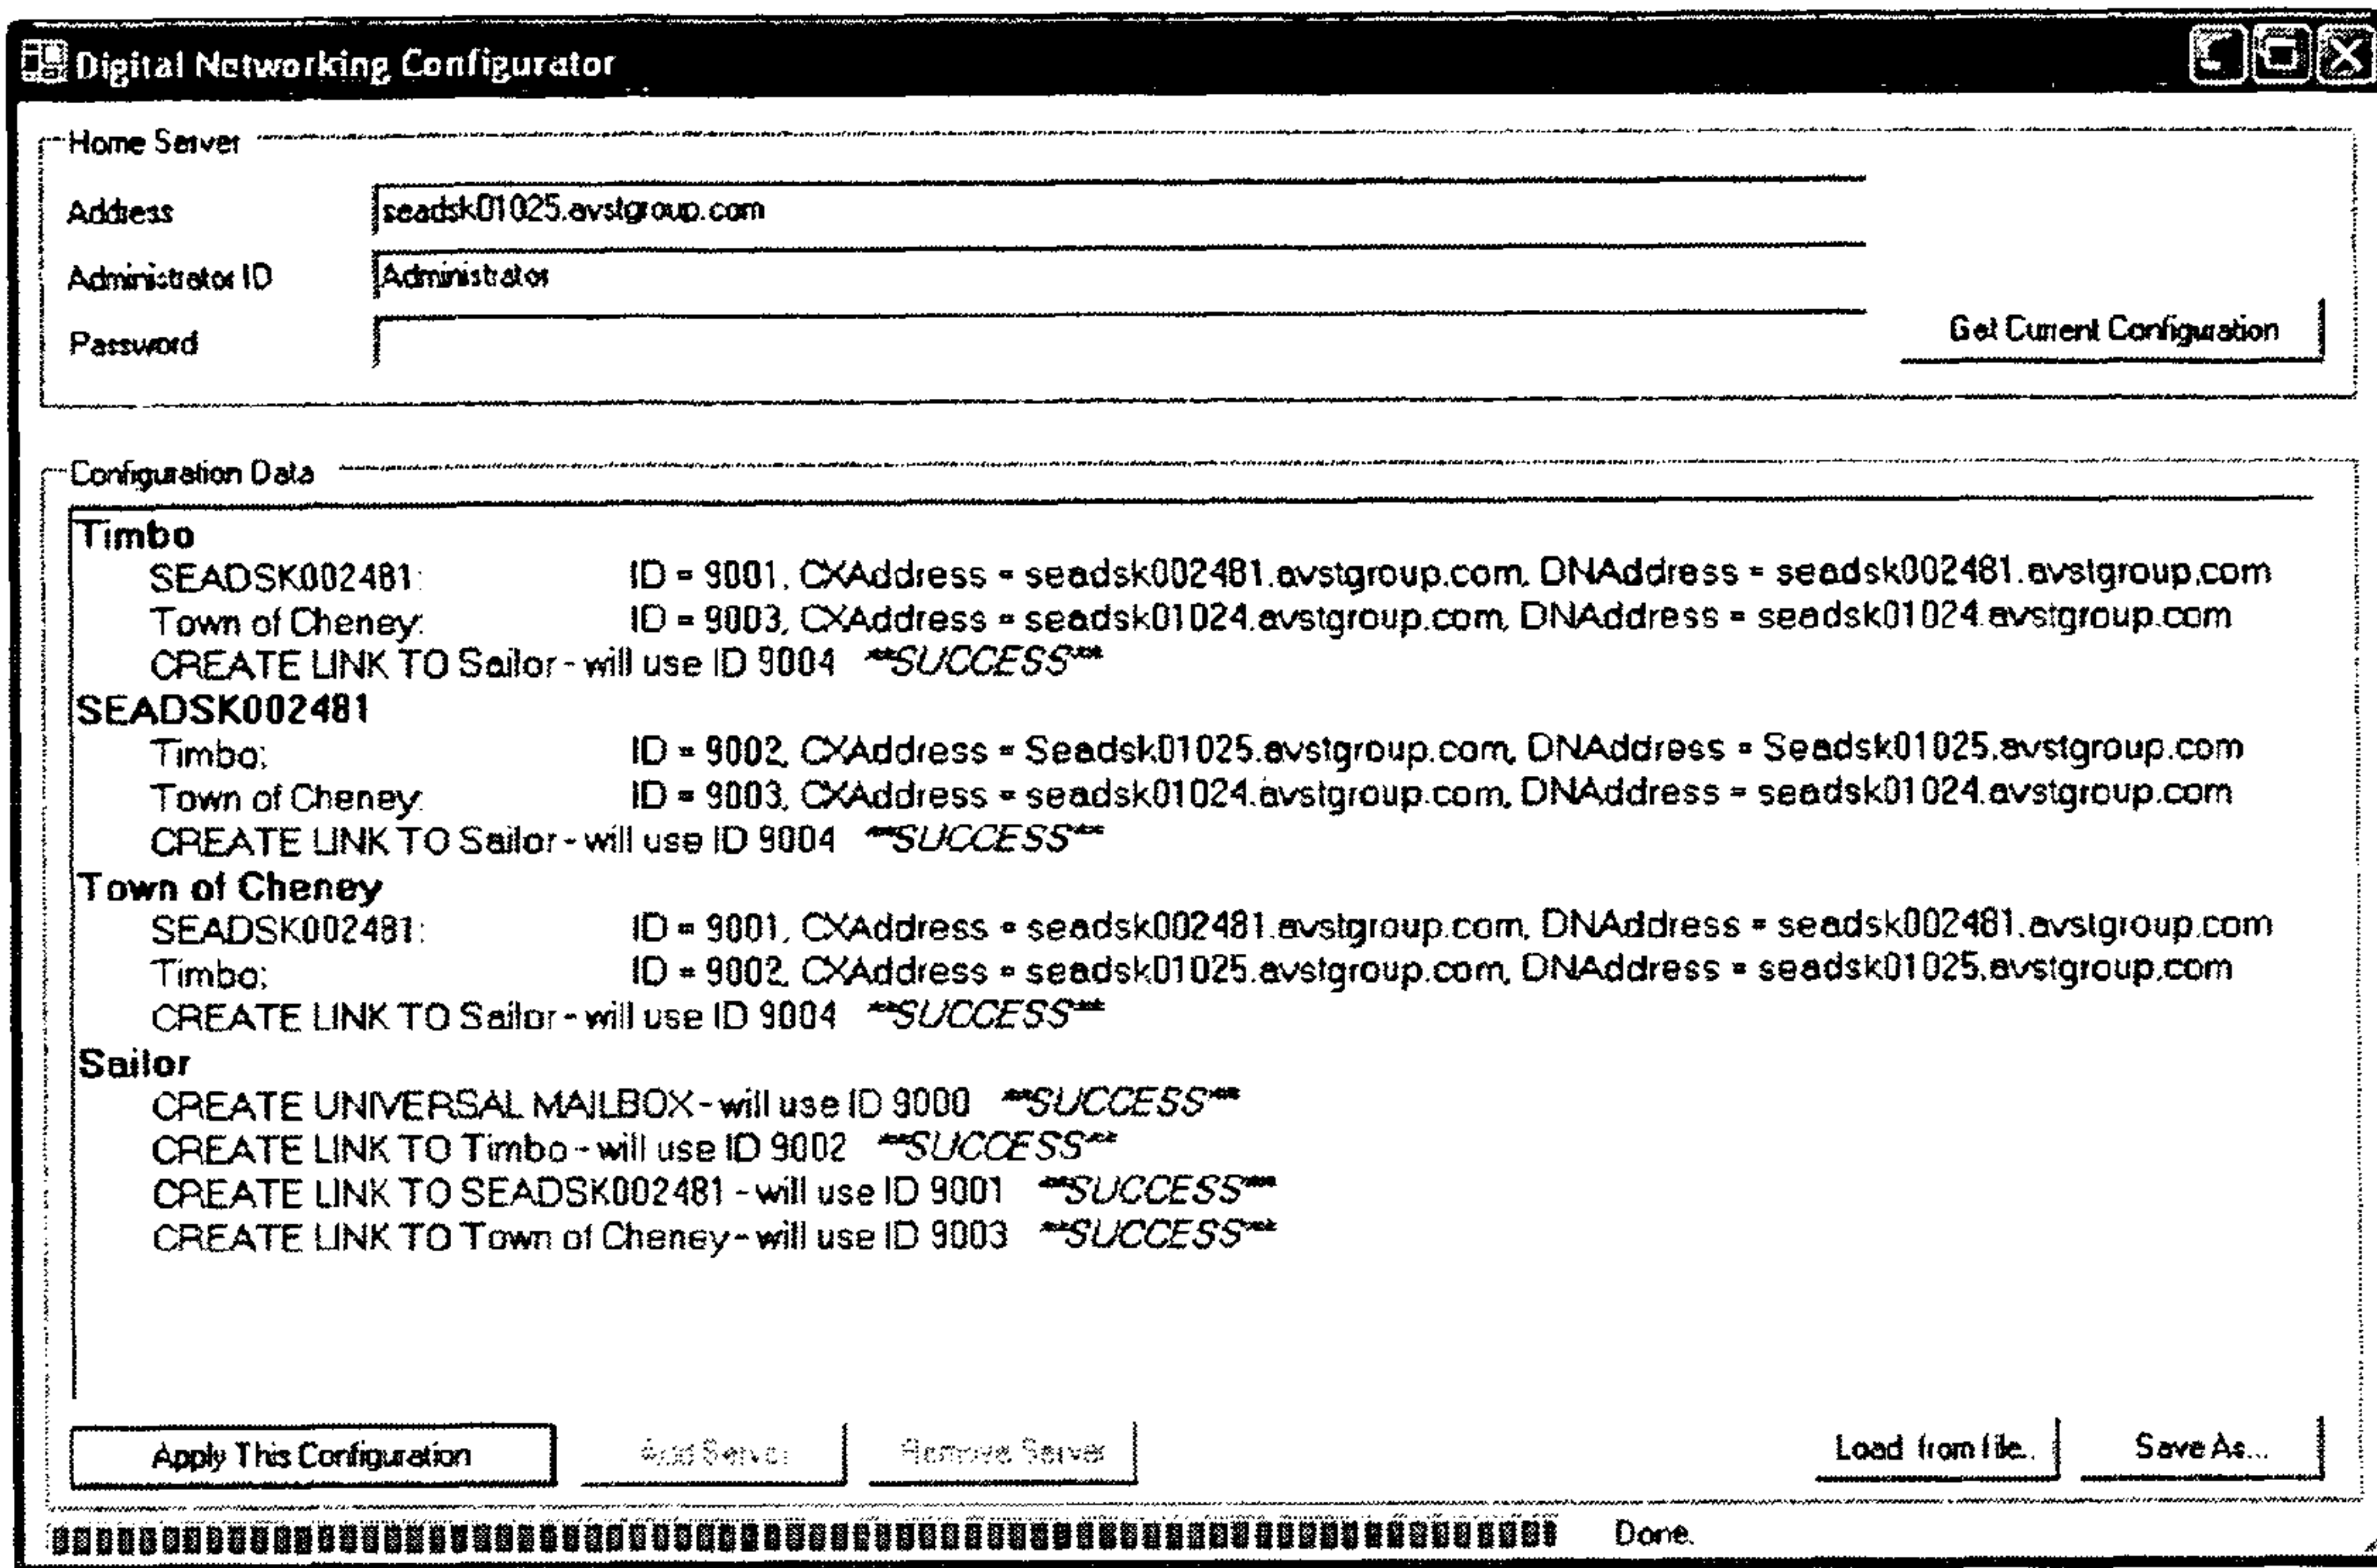 Digital Networking Configurator
Home Server
Address seadsk01025.avstgroup.com
Administrator ID Administrator
Password
Get Current Configuration
Configuration Data
Timbo
SEADSK002481: ID = 9001, CXAddress = seadsk002481.avstgroup.com, DNAddress = seadsk002481.avstgroup.com
Town of Cheney: ID = 9003, CXAddress = seadsk01024.avstgroup.com, DNAddress = seadsk01024.avstgroup.com
CREATE LINK TO Sailor - will use ID 9004 **SUCCESS**
SEADSK002481
Timbo: ID = 9002, CXAddress = Seadsk01025.avstgroup.com, DNAddress = Seadsk01025.avstgroup.com
Town of Cheney: ID = 9003, CXAddress = seadsk01024.avstgroup.com, DNAddress = seadsk01024.avstgroup.com
CREATE LINK TO Sailor - will use ID 9004 **SUCCESS**
Town of Cheney
SEADSK002481: ID = 9001, CXAddress = seadsk002481.avstgroup.com, DNAddress = seadsk002481.avstgroup.com
Timbo: ID = 9002, CXAddress = seadsk01025.avstgroup.com, DNAddress = seadsk01025.avstgroup.com
CREATE LINK TO Sailor - will use ID 9004 **SUCCESS**
Sailor
CREATE UNIVERSAL MAILBOX - will use ID 9000 **SUCCESS**
CREATE LINK TO Timbo - will use ID 9002 **SUCCESS**
CREATE LINK TO SEADSK002481 - will use ID 9001 **SUCCESS**
CREATE LINK TO Town of Cheney - will use ID 9003 **SUCCESS**
Apply This Configuration Add Server Remove Server Load from file.. Save As...
Done.